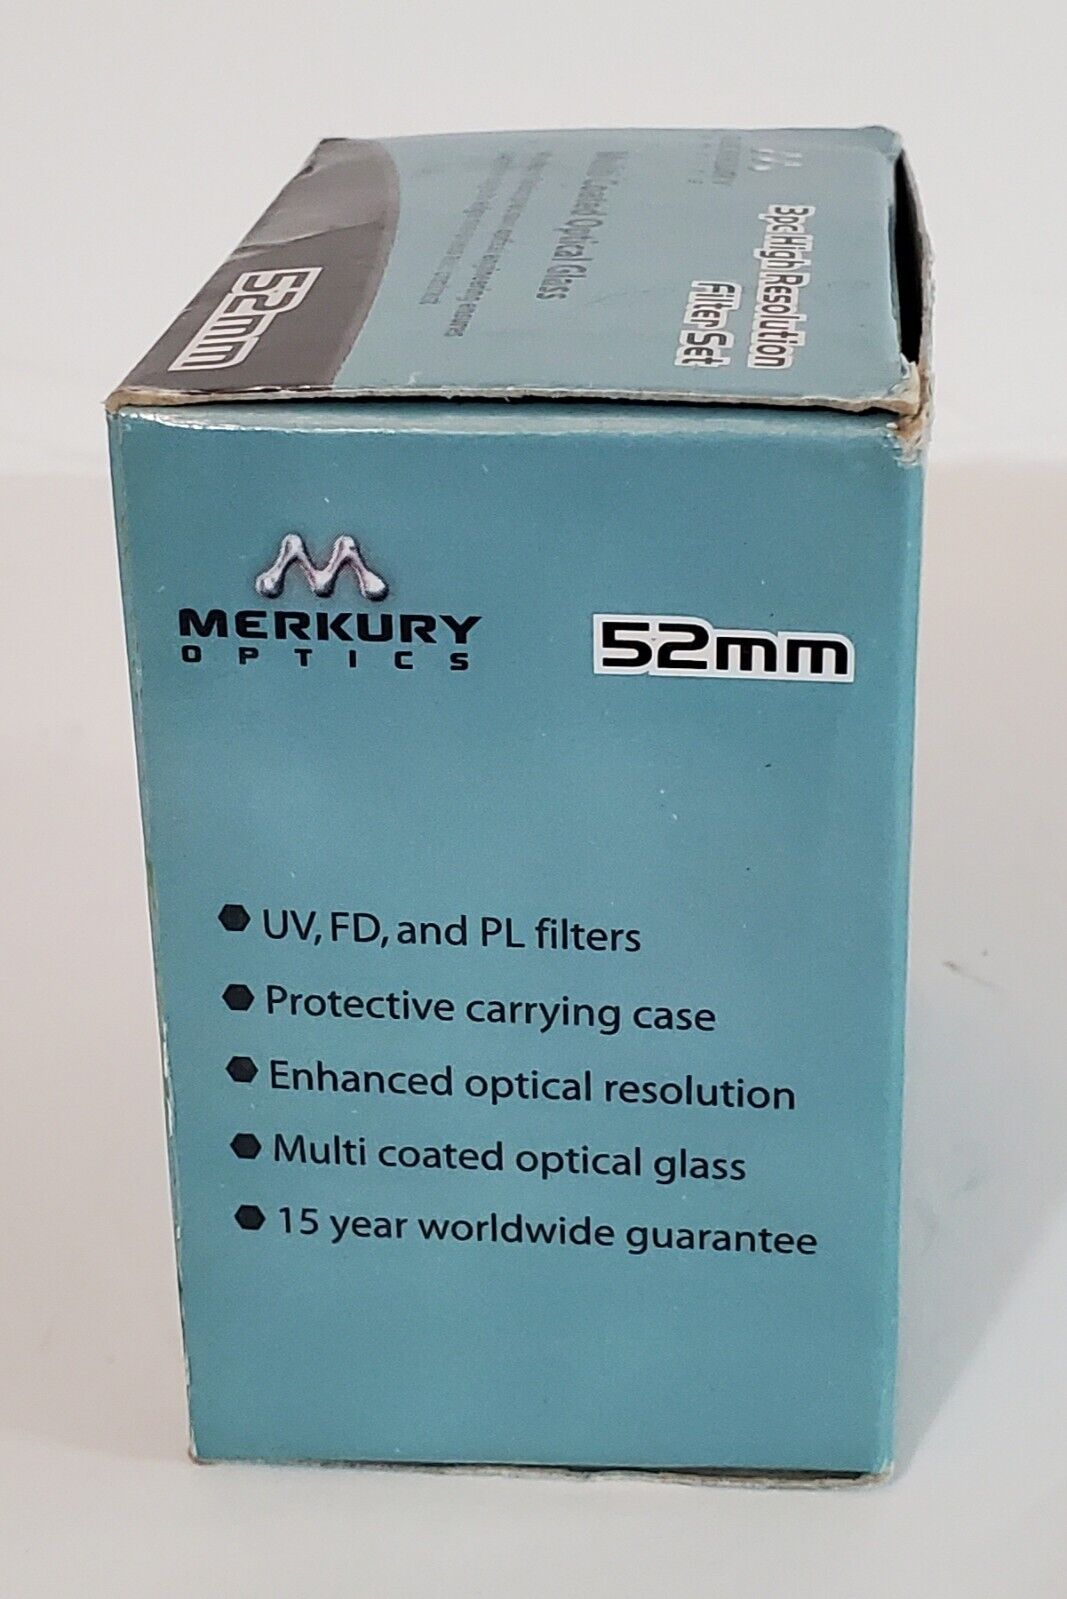 3pc High Resolution
Filter Set
Multi Coated Optical Glass
52mm
MERKURY
OPTICS
52mm
UV, FD, and PL filters
Protective carrying case
Enhanced optical resolution
Multi coated optical glass
15 year worldwide guarantee